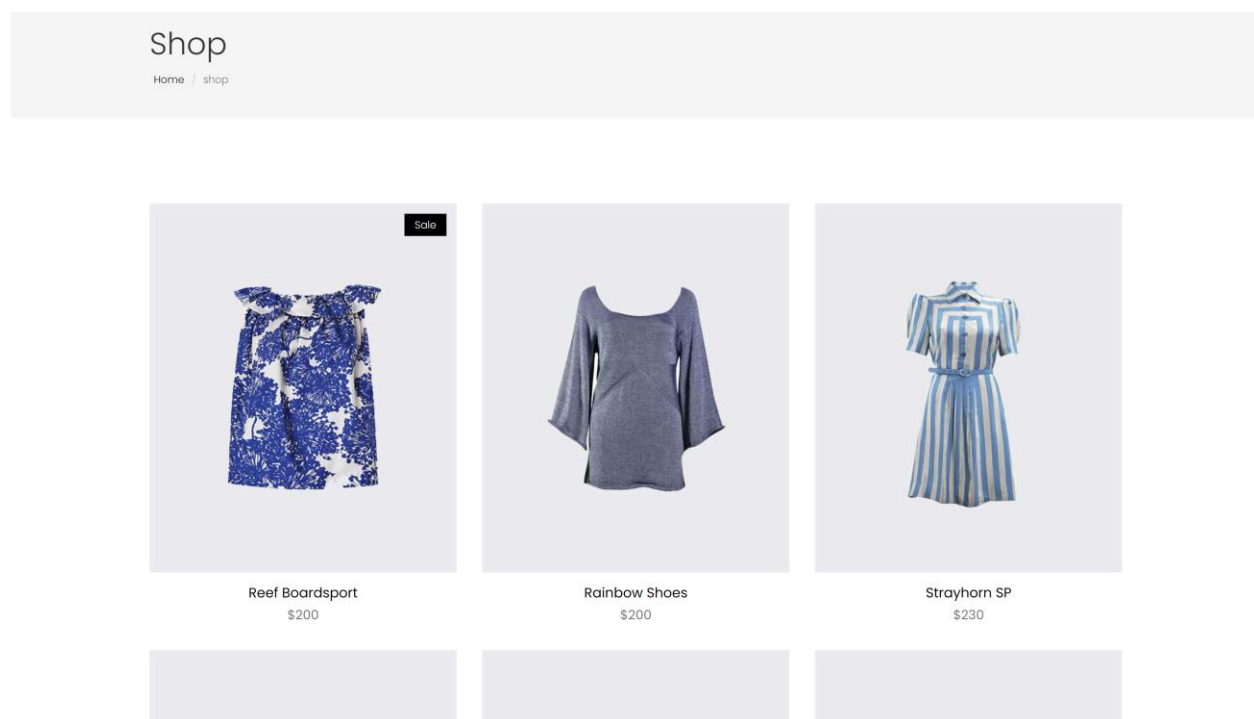 Shop
Home / shop
Sale
Reef Boardsport
$200
Rainbow Shoes
$200
Strayhorn SP
$230